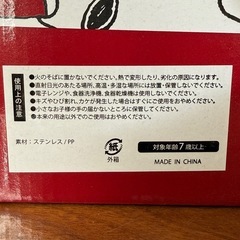 使用上の注意
●火のそばに置かないでください。熱で変形したり、劣化の原因になります。
●直射日光のあたる場所、高温・多湿な場所には放置・保管しないでください。
●電子レンジや、食器洗浄機、食器乾燥機は使用しないでください。
●キズやひび割れ、カケが発生した場合はすぐにご使用をおやめください。
●小さなお子様の手の届かないところに保管してください。
●本来の用途以外でのご使用はおやめください。
素材:ステンレス/PP
紙
外箱
対象年齢7歳以上
MADE IN CHINA